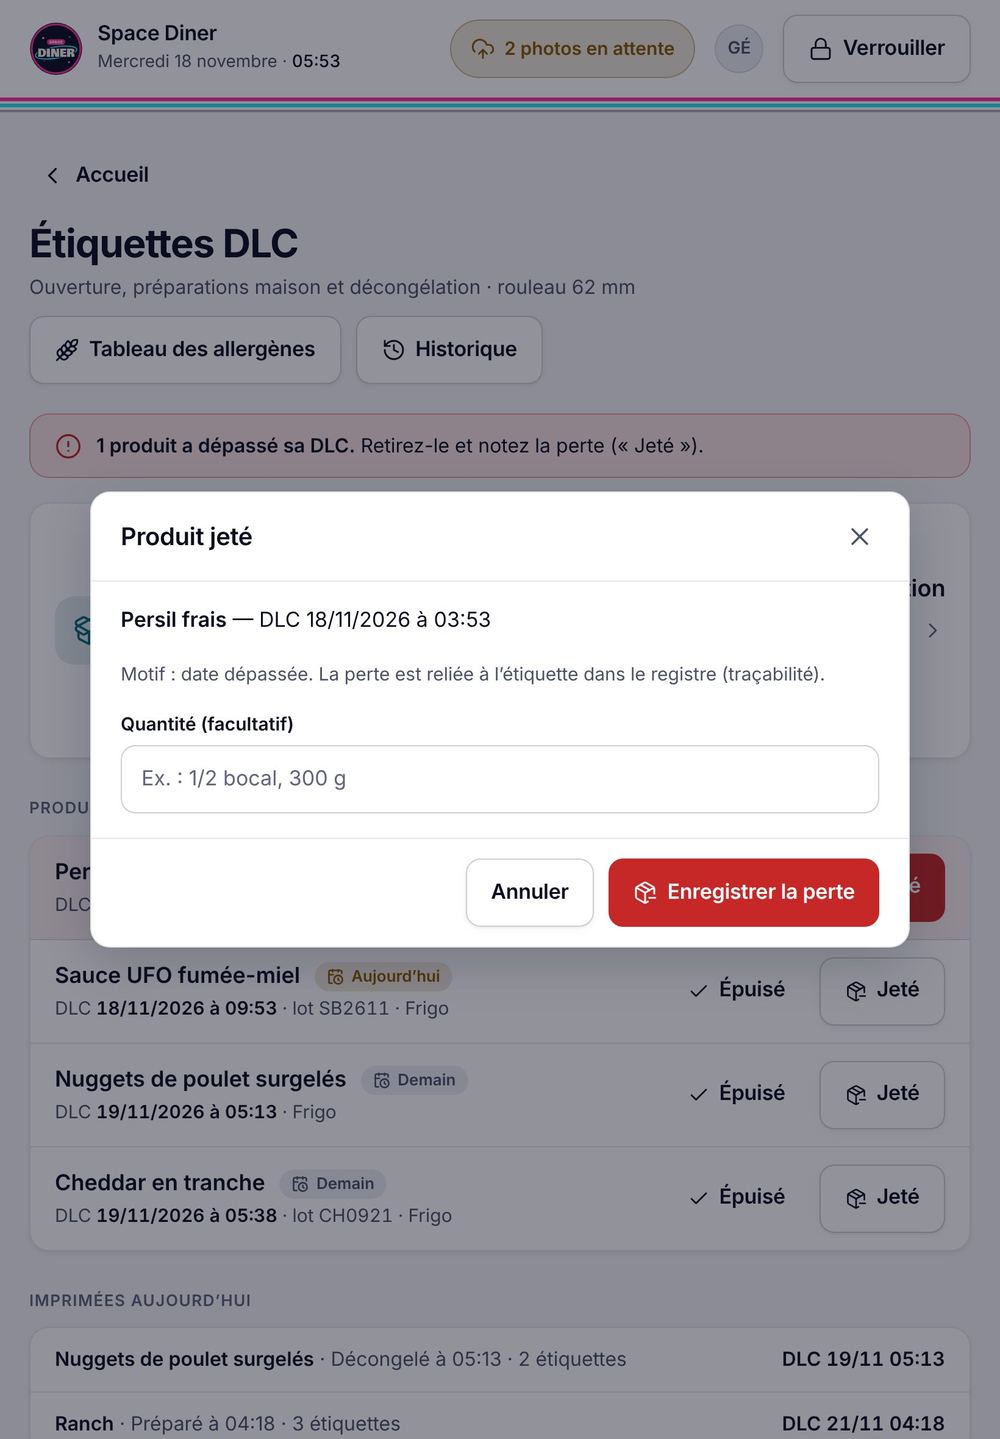 SPACE
DINER
Space Diner
Mercredi 18 novembre · 05:53
2 photos en attente
GÉ
Verrouiller
Accueil
Étiquettes DLC
Ouverture, préparations maison et décongélation · rouleau 62 mm
Tableau des allergènes
Historique
1 produit a dépassé sa DLC. Retirez-le et notez la perte (« Jeté »).
Produit jeté
Persil frais — DLC 18/11/2026 à 03:53
Motif : date dépassée. La perte est reliée à l’étiquette dans le registre (traçabilité).
Quantité (facultatif)
Ex. : 1/2 bocal, 300 g
Annuler
Enregistrer la perte
Sauce UFO fumée-miel
Aujourd’hui
DLC 18/11/2026 à 09:53 · lot SB2611 · Frigo
Épuisé
Jeté
Nuggets de poulet surgelés
Demain
DLC 19/11/2026 à 05:13 · Frigo
Épuisé
Jeté
Cheddar en tranche
Demain
DLC 19/11/2026 à 05:38 · lot CH0921 · Frigo
Épuisé
Jeté
IMPRIMÉES AUJOURD’HUI
Nuggets de poulet surgelés · Décongelé à 05:13 · 2 étiquettes
DLC 19/11 05:13
Ranch · Préparé à 04:18 · 3 étiquettes
DLC 21/11 04:18